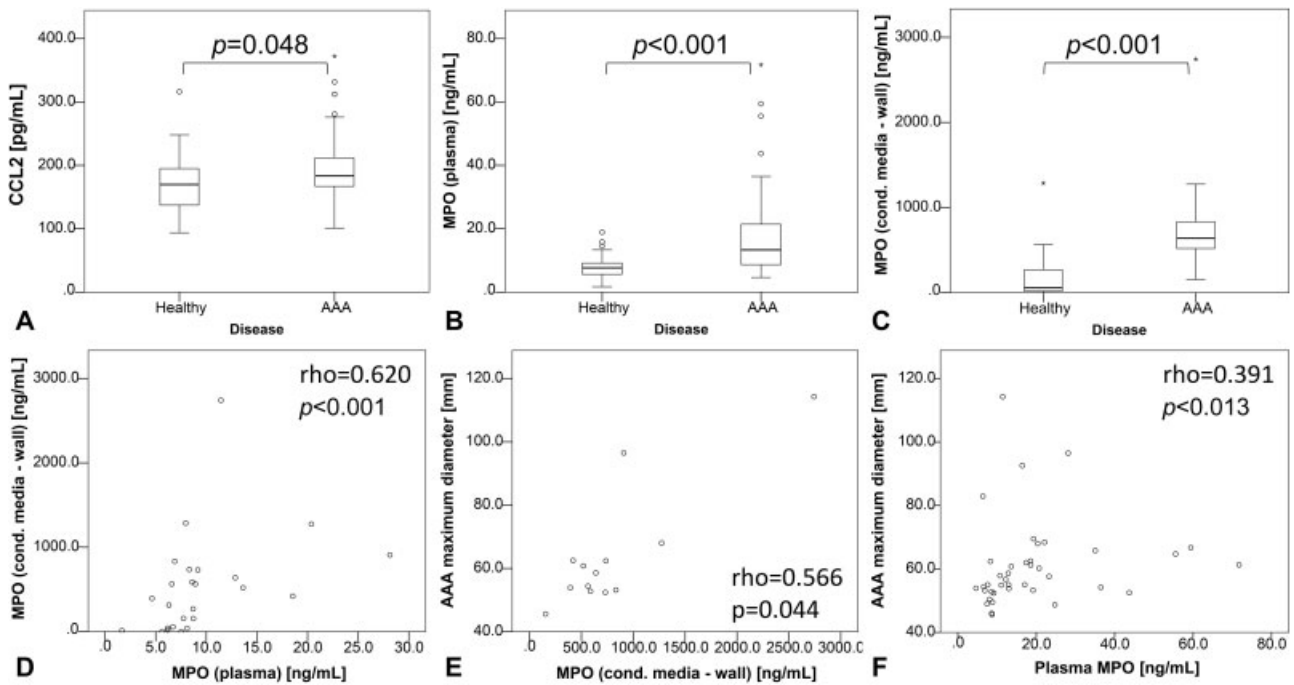 CCL2 [pg/mL]
400.0
300.0
200.0
100.0
.0
p=0.048
Healthy
AAA
Disease
A
MPO (plasma) [ng/mL]
80.0
60.0
40.0
20.0
.0
p<0.001
Healthy
AAA
Disease
B
MPO (cond. media - wall) [ng/mL]
3000.0
2000.0
1000.0
.0
p<0.001
Healthy
AAA
Disease
C
MPO (cond. media - wall) [ng/mL]
3000.0
2000.0
1000.0
.0
rho=0.620
p<0.001
.0 5.0 10.0 15.0 20.0 25.0 30.0
MPO (plasma) [ng/mL]
D
AAA maximum diameter [mm]
120.0
100.0
80.0
60.0
40.0
rho=0.566
p=0.044
.0 500.0 1000.0 1500.0 2000.0 2500.0 3000.0
MPO (cond. media - wall) [ng/mL]
E
AAA maximum diameter [mm]
120.0
100.0
80.0
60.0
40.0
rho=0.391
p<0.013
.0 20.0 40.0 60.0 80.0
Plasma MPO [ng/mL]
F